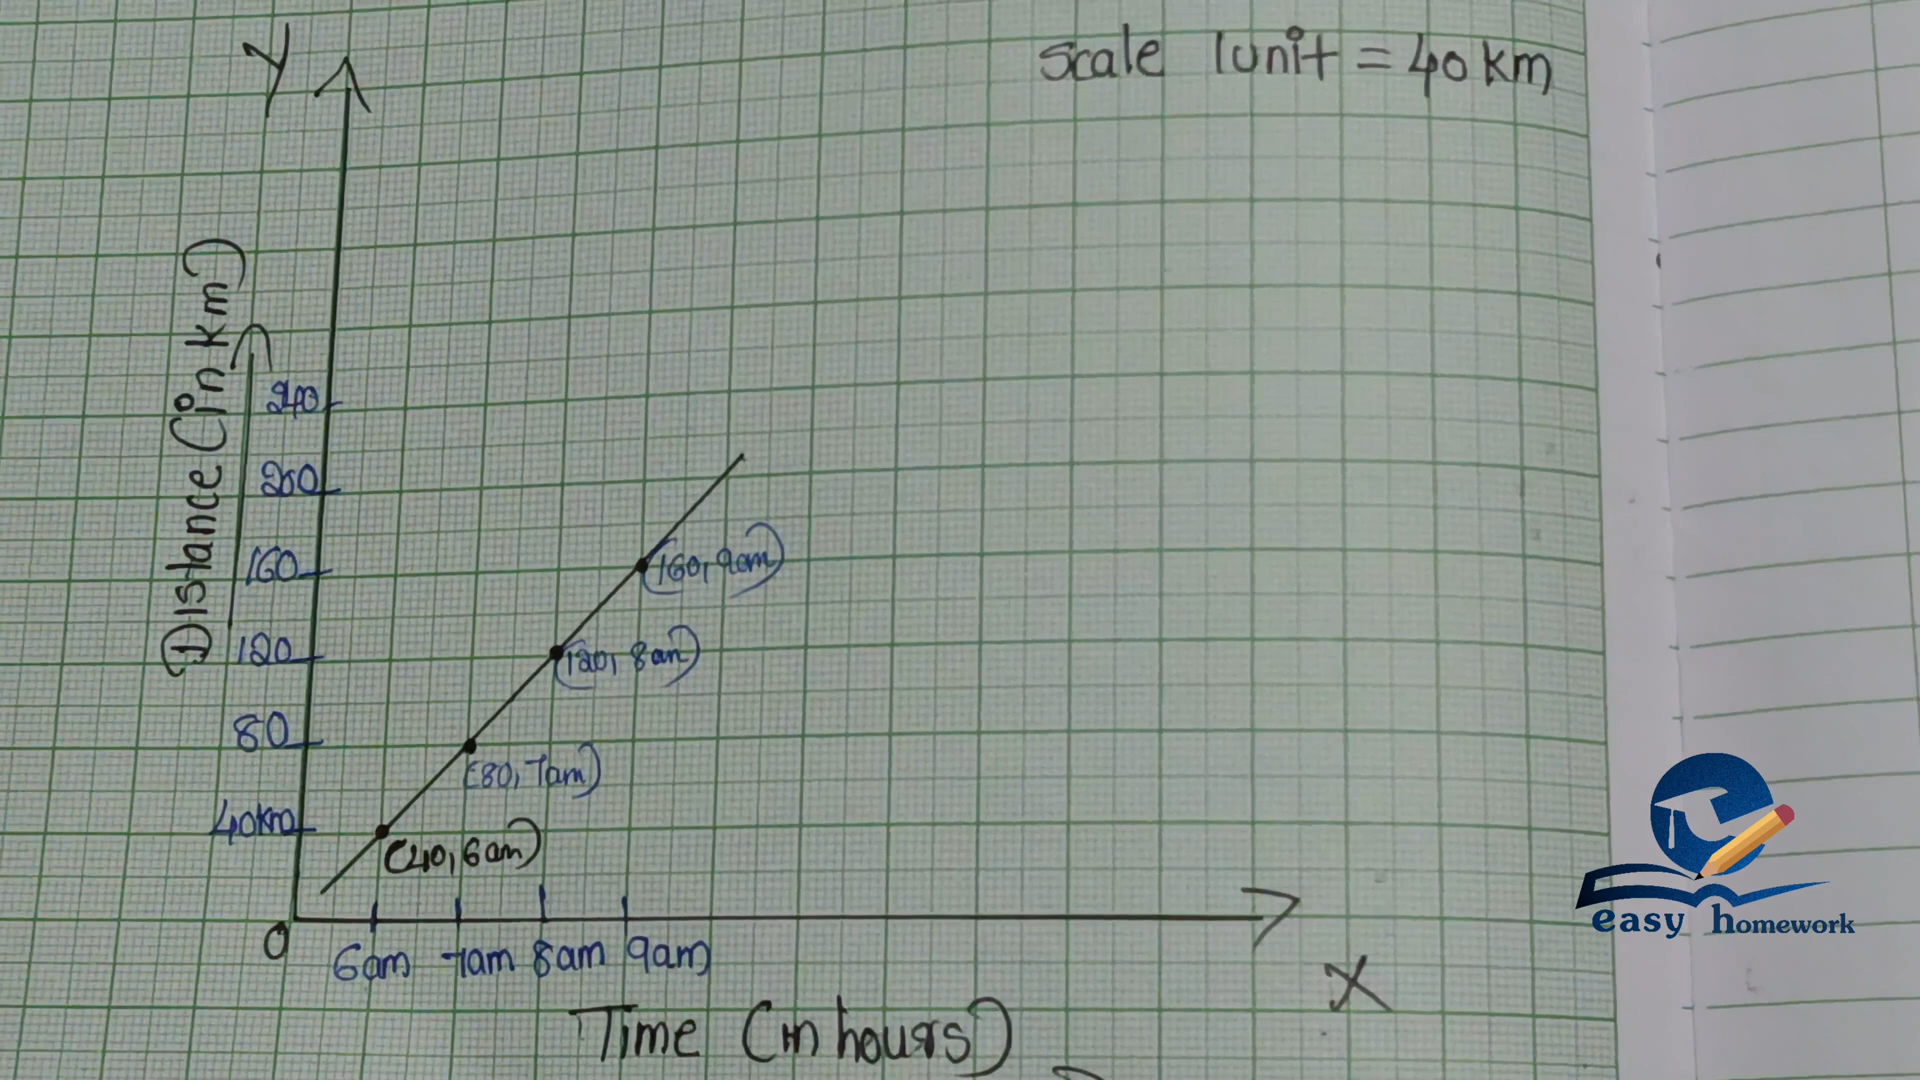 Y
Scale 1unit = 40 km
Distance (in km)
240
200
160
120
80
40km
(160, 9am)
(120, 8am)
(80, 7am)
(40, 6am)
0
6am 7am 8am 9am
X
Time (in hours)
easy homework